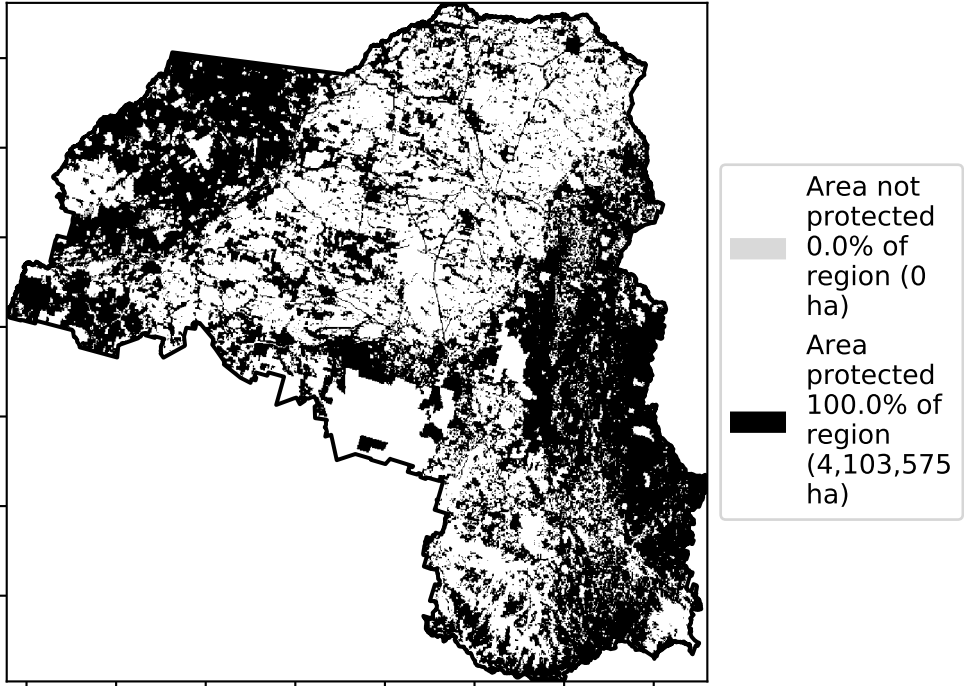 Area not
protected
0.0% of
region (0
ha)
Area
protected
100.0% of
region
(4,103,575
ha)